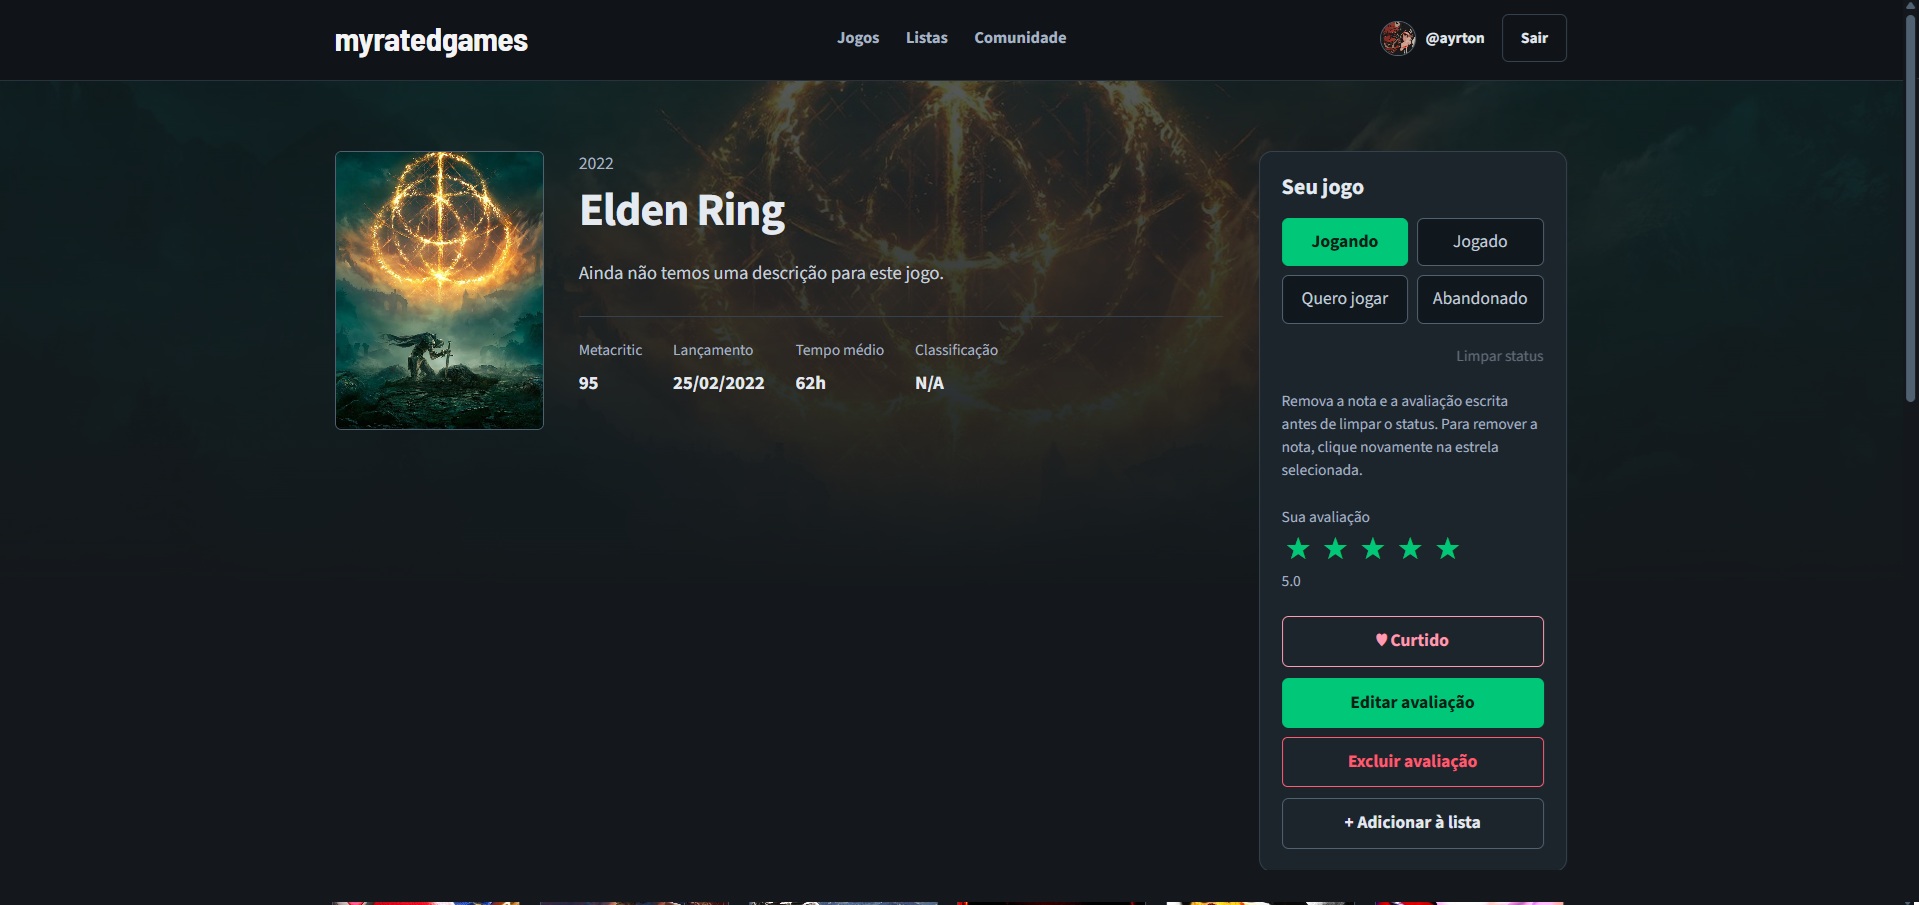 myratedgames
Jogos
Listas
Comunidade
@ayrton
Sair
2022
Elden Ring
Ainda não temos uma descrição para este jogo.
Metacritic
95
Lançamento
25/02/2022
Tempo médio
62h
Classificação
N/A
Seu jogo
Jogando
Jogado
Quero jogar
Abandonado
Limpar status
Remova a nota e a avaliação escrita
antes de limpar o status. Para remover a
nota, clique novamente na estrela
selecionada.
Sua avaliação
★ ★ ★ ★ ★
5.0
♥ Curtido
Editar avaliação
Excluir avaliação
+ Adicionar à lista